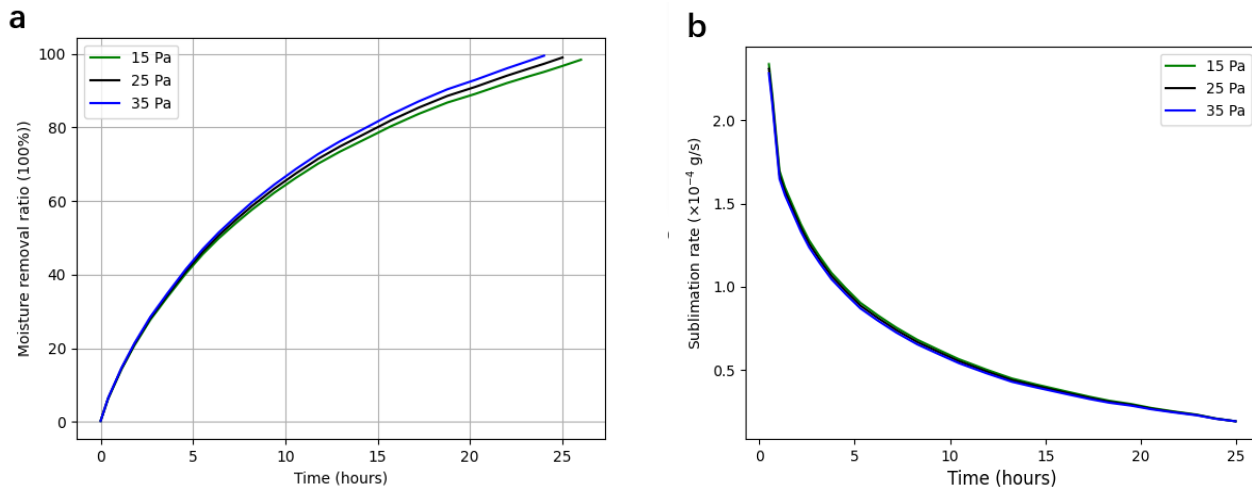 a
100
80
60
40
20
0
Moisture removal ratio (100%))
15 Pa
25 Pa
35 Pa
0 5 10 15 20 25
Time (hours)
b
2.0
1.5
1.0
0.5
Sublimation rate (×10⁻⁴ g/s)
15 Pa
25 Pa
35 Pa
0 5 10 15 20 25
Time (hours)